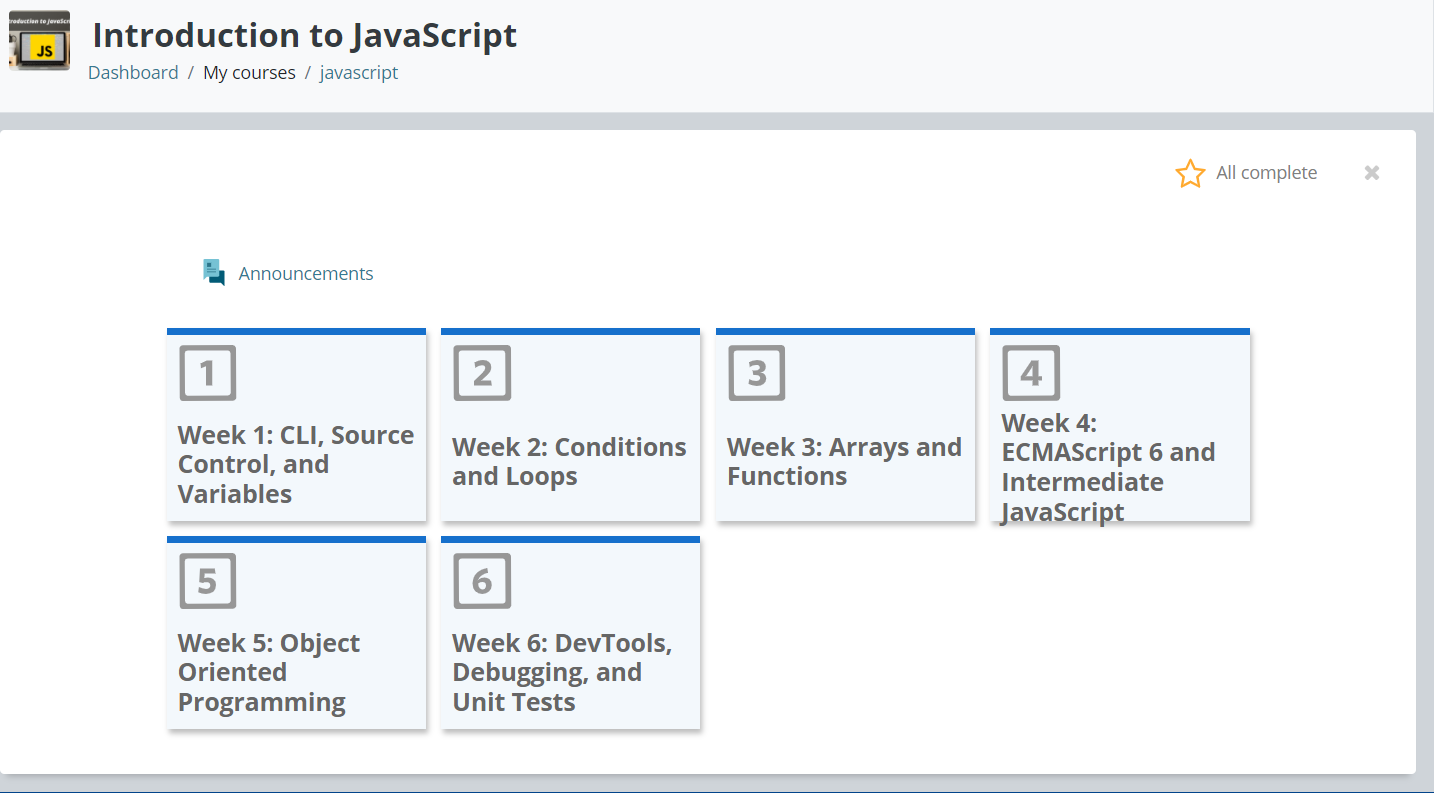 Introduction to JavaScript
JS
Introduction to JavaScript
Dashboard / My courses / javascript
All complete
Announcements
1
Week 1: CLI, Source
Control, and
Variables
2
Week 2: Conditions
and Loops
3
Week 3: Arrays and
Functions
4
Week 4:
ECMAScript 6 and
Intermediate
JavaScript
5
Week 5: Object
Oriented
Programming
6
Week 6: DevTools,
Debugging, and
Unit Tests